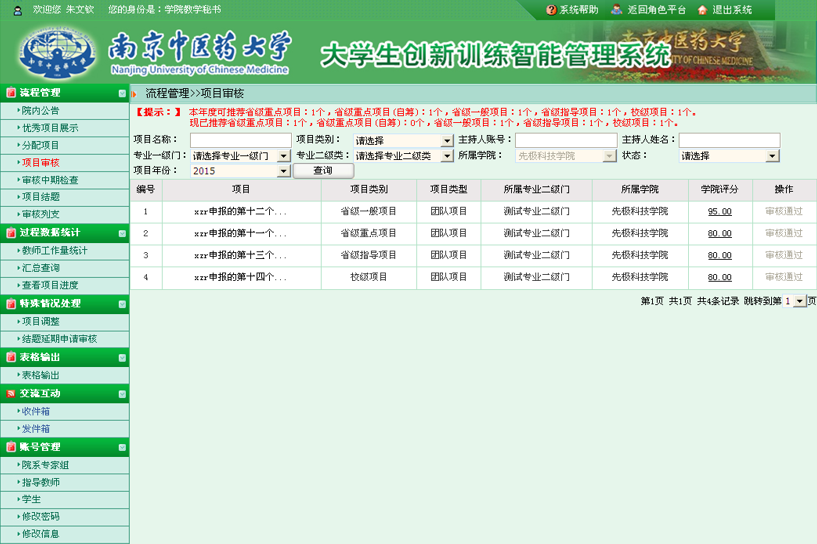 欢迎您 朱文钦 您的身份是：学院教学秘书
系统帮助 返回角色平台 退出系统
南京中医药大学
Nanjing University of Chinese Medicine
大学生创新训练智能管理系统
南京中医药大学
流程管理
院内公告
优秀项目展示
分配项目
项目审核
审核中期检查
项目结题
审核列支
过程数据统计
教师工作量统计
汇总查询
查看项目进度
特殊情况处理
项目调整
结题延期申请审核
表格输出
表格输出
交流互动
收件箱
发件箱
账号管理
院系专家组
指导教师
学生
修改密码
修改信息
流程管理>>项目审核
【提示：】 本年度可推荐省级重点项目：1个，省级重点项目(自筹)：1个，省级一般项目：1个，省级指导项目：1个，校级项目：1个。
现已推荐省级重点项目：1个，省级重点项目(自筹)：0个，省级一般项目：1个，省级指导项目：1个，校级项目：1个。
项目名称： 项目类别： 请选择 主持人账号： 主持人姓名：
专业一级门： 请选择专业一级门 专业二级类： 请选择专业二级类 所属学院： 先极科技学院 状态： 请选择
项目年份： 2015 查询
编号 项目 项目类别 项目类型 所属专业二级门 所属学院 学院评分 操作
1 xzr申报的第十二个... 省级一般项目 团队项目 测试专业二级门 先极科技学院 95.00 审核通过
2 xzr申报的第十一个... 省级重点项目 团队项目 测试专业二级门 先极科技学院 80.00 审核通过
3 xzr申报的第十三个... 省级指导项目 团队项目 测试专业二级门 先极科技学院 80.00 审核通过
4 xzr申报的第十四个... 校级项目 团队项目 测试专业二级门 先极科技学院 80.00 审核通过
第1页 共1页 共4条记录 跳转到第 1 页